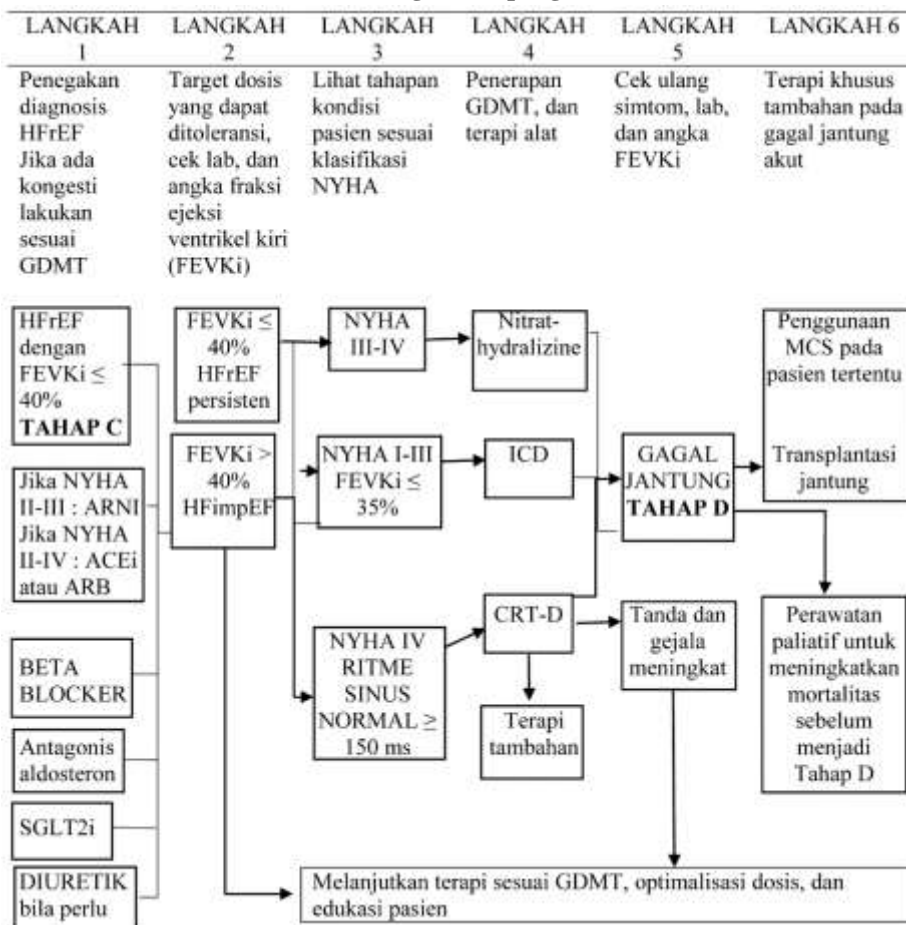 LANGKAH 1
LANGKAH 2
LANGKAH 3
LANGKAH 4
LANGKAH 5
LANGKAH 6
Penegakan
diagnosis
HFrEF
Jika ada
kongesti
lakukan
sesuai
GDMT
Target dosis
yang dapat
ditoleransi,
cek lab, dan
angka fraksi
ejeksi
ventrikel kiri
(FEVKi)
Lihat tahapan
kondisi
pasien sesuai
klasifikasi
NYHA
Penerapan
GDMT, dan
terapi alat
Cek ulang
simtom, lab,
dan angka
FEVKi
Terapi khusus
tambahan pada
gagal jantung
akut
HFrEF
dengan
FEVKi ≤
40%
TAHAP C
Jika NYHA
II-III : ARNI
Jika NYHA
II-IV : ACEi
atau ARB
BETA
BLOCKER
Antagonis
aldosteron
SGLT2i
DIURETIK
bila perlu
FEVKi ≤
40%
HFrEF
persisten
FEVKi >
40%
HFimpEF
NYHA
III-IV
NYHA I-III
FEVKi ≤
35%
NYHA IV
RITME
SINUS
NORMAL ≥
150 ms
Nitrat-
hydralizine
ICD
CRT-D
Terapi
tambahan
GAGAL
JANTUNG
TAHAP D
Tanda dan
gejala
meningkat
Penggunaan
MCS pada
pasien tertentu
Transplantasi
jantung
Perawatan
paliatif untuk
meningkatkan
mortalitas
sebelum
menjadi
Tahap D
Melanjutkan terapi sesuai GDMT, optimalisasi dosis, dan
edukasi pasien